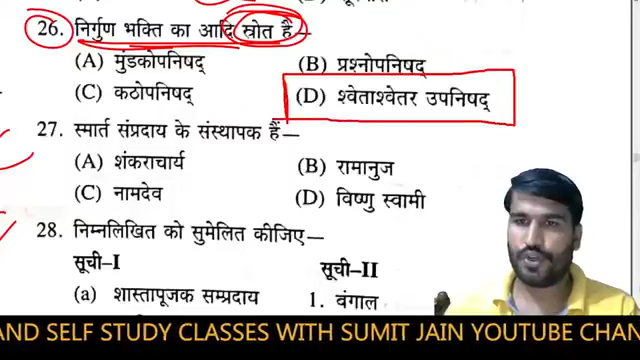 26. निर्गुण भक्ति का आदि स्रोत है—
(A) मुंडकोपनिषद् (B) प्रश्नोपनिषद्
(C) कठोपनिषद् (D) श्वेताश्वेतर उपनिषद्
27. स्मार्त संप्रदाय के संस्थापक हैं—
(A) शंकराचार्य (B) रामानुज
(C) नामदेव (D) विष्णु स्वामी
28. निम्नलिखित को सुमेलित कीजिए—
सूची-I सूची-II
(a) शास्तापूजक सम्प्रदाय 1. बंगाल
AND SELF STUDY CLASSES WITH SUMIT JAIN YOUTUBE CHAN